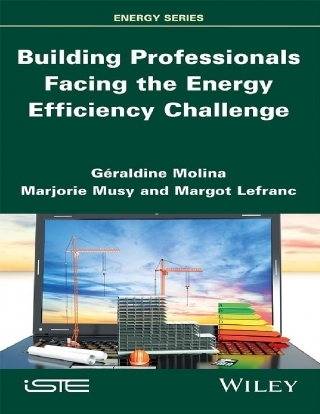 ENERGY SERIES
Building Professionals
Facing the Energy
Efficiency Challenge
Géraldine Molina
Marjorie Musy and Margot Lefranc
iSTE
WILEY